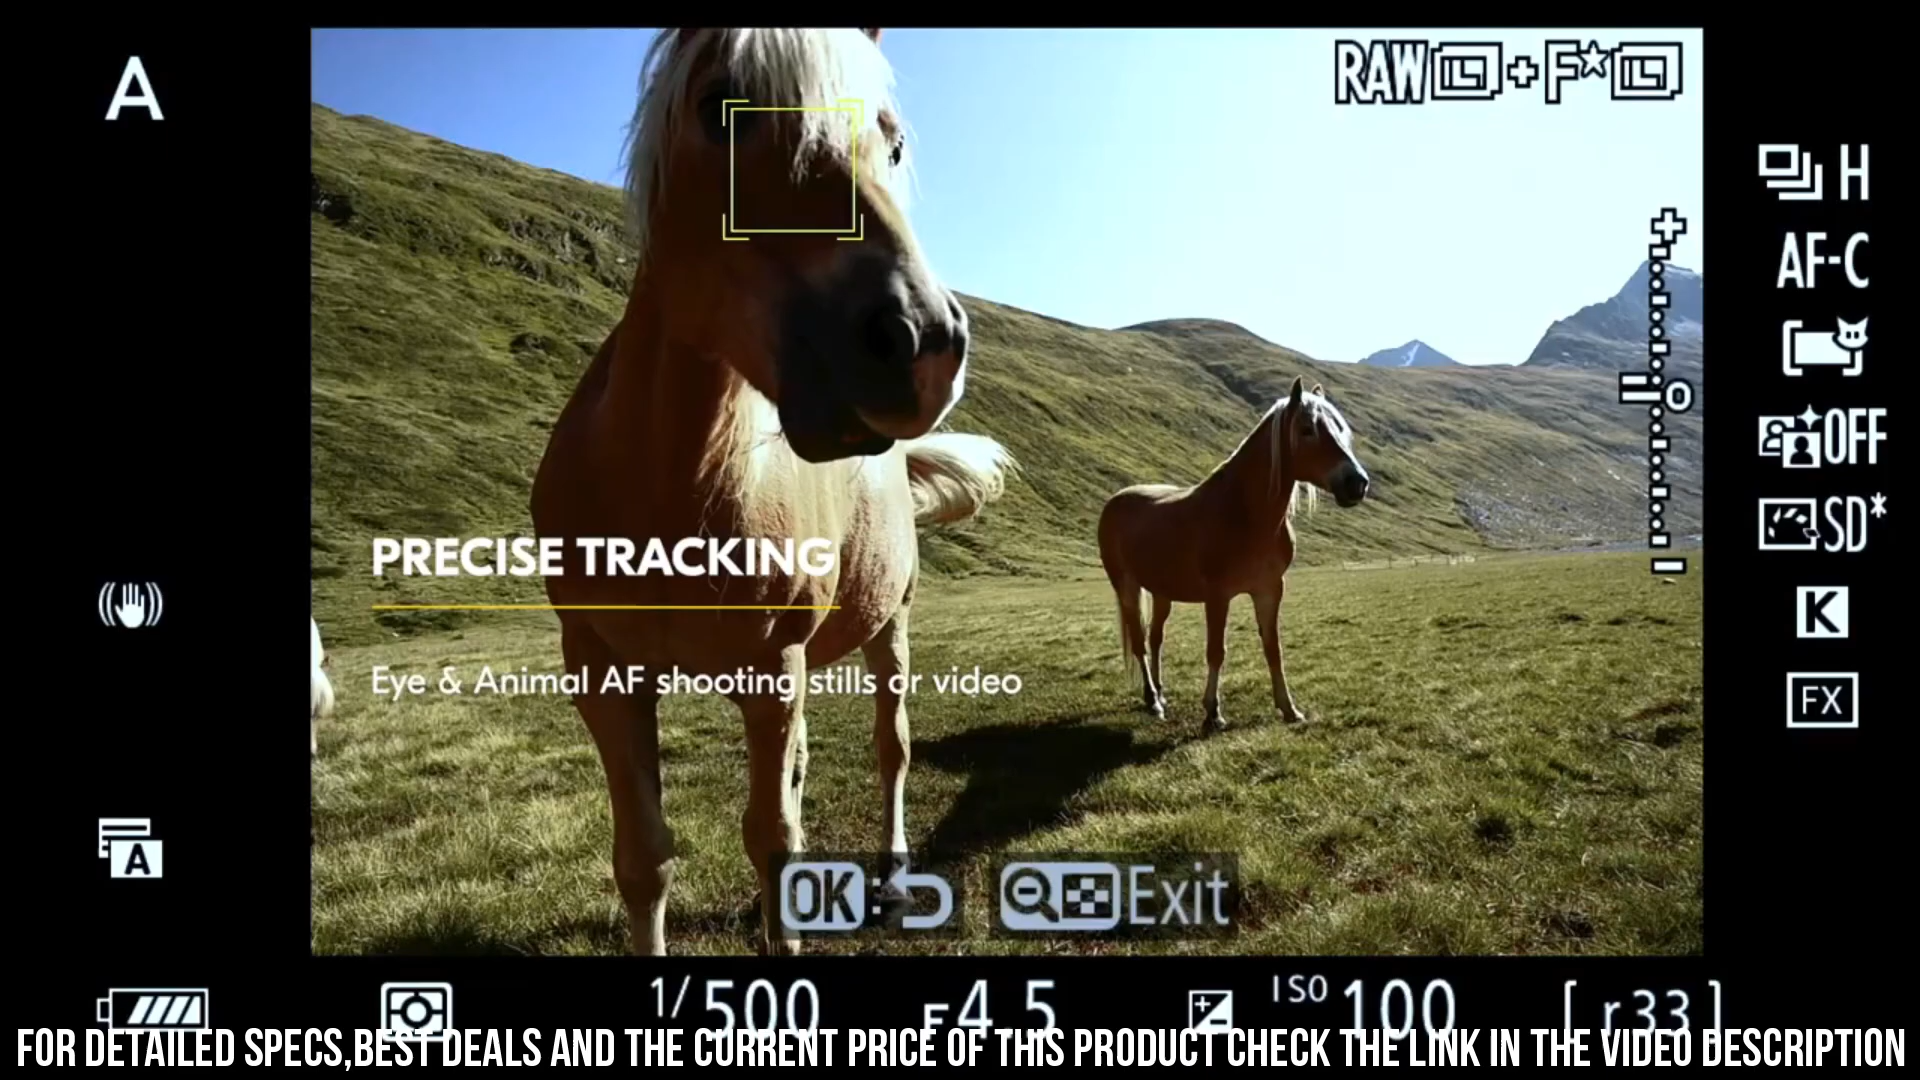 A
RAW L + F★ L
H
AF-C
OFF
SD*
K
FX
+
0
PRECISE TRACKING
Eye & Animal AF shooting stills or video
A
OK : Exit
1/500 F4.5 ISO 100 [r33]
FOR DETAILED SPECS,BEST DEALS AND THE CURRENT PRICE OF THIS PRODUCT CHECK THE LINK IN THE VIDEO DESCRIPTION